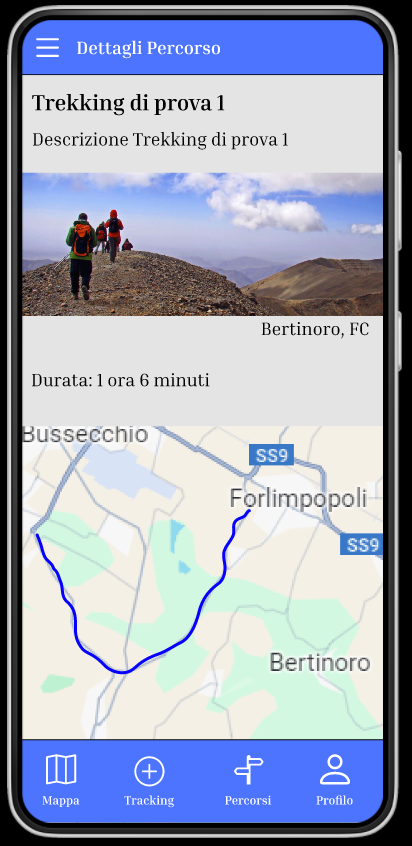 Dettagli Percorso
Trekking di prova 1
Descrizione Trekking di prova 1
Bertinoro, FC
Durata: 1 ora 6 minuti
Bussecchio
SS9
Forlimpopoli
SS9
Bertinoro
Mappa Tracking Percorsi Profilo